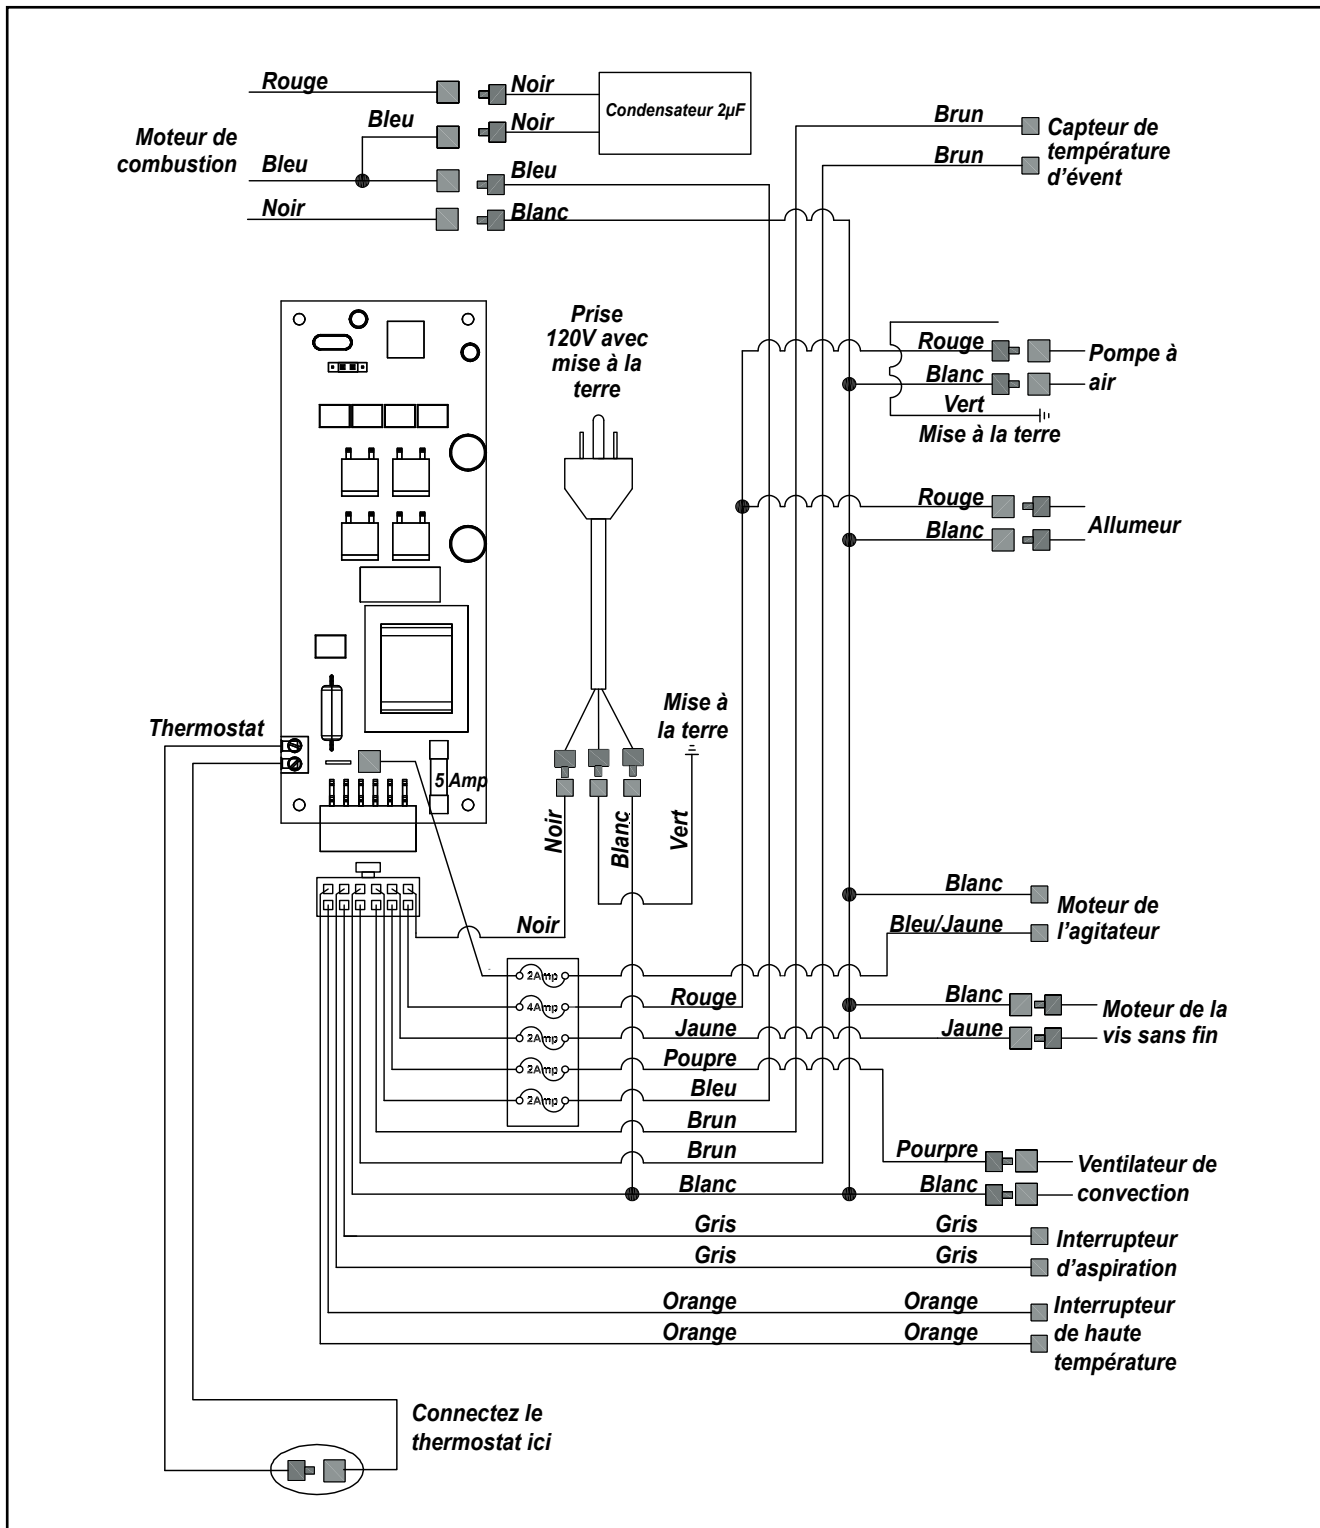 Rouge
Noir
Condensateur 2µF
Bleu
Noir
Moteur de
combustion
Bleu
Bleu
Noir
Blanc
Brun
Capteur de
température
d'évent
Brun
Prise
120V avec
mise à la
terre
Rouge
Pompe à
air
Blanc
Vert
Mise à la terre
Rouge
Allumeur
Blanc
Mise à
la terre
Thermostat
5 Amp
Noir
Blanc
Vert
Noir
Blanc
Moteur de
l'agitateur
Bleu/Jaune
2Amp
4Amp
Rouge
Blanc
Moteur de la
vis sans fin
2Amp
Jaune
Jaune
2Amp
Poupre
2Amp
Bleu
Brun
Brun
Pourpre
Ventilateur de
convection
Blanc
Blanc
Gris
Gris
Interrupteur
d'aspiration
Gris
Gris
Orange
Orange
Interrupteur
de haute
température
Orange
Orange
Connectez le
thermostat ici